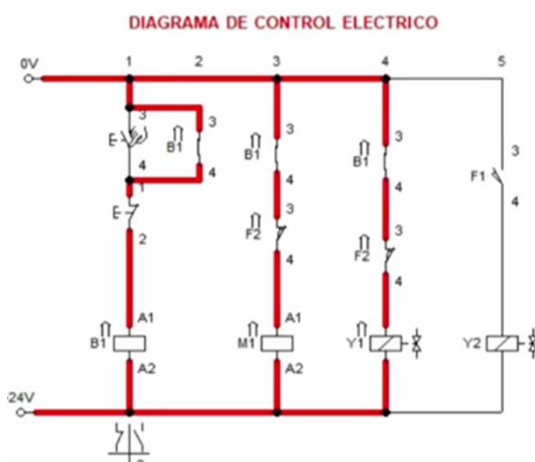 DIAGRAMA DE CONTROL ELECTRICO
0V 1 2 3 4 5
3 3 3 3 3
E B1 B1 B1 F1
4 4 4 4 4
1 3 3
E F2 F2
2 4 4
A1 A1
B1 M1 Y1 Y2
A2 A2
24V